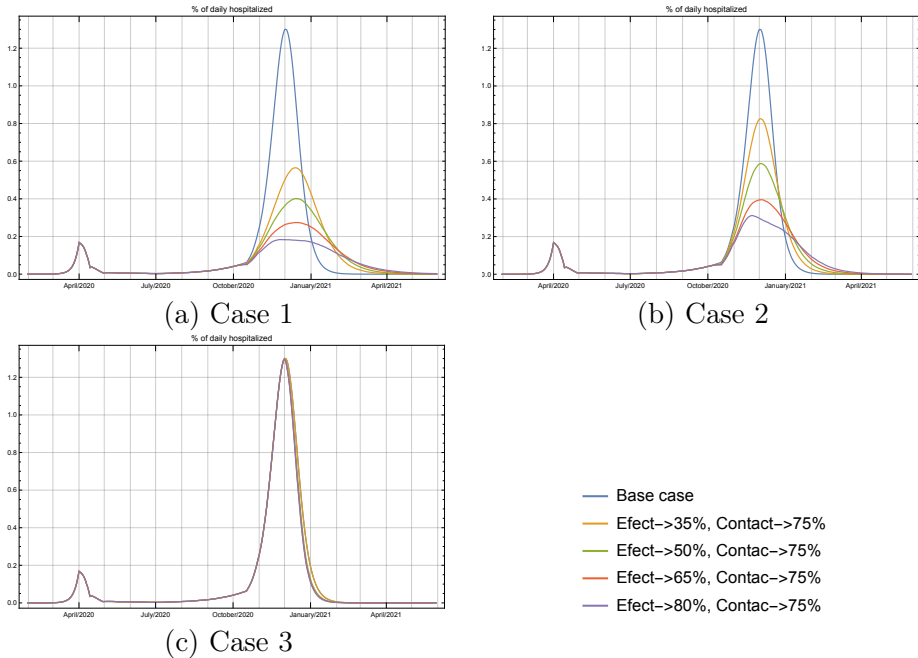 % of daily hospitalized
1.2
1.0
0.8
0.6
0.4
0.2
0.0
April/2020 July/2020 October/2020 January/2021 April/2021
(a) Case 1
% of daily hospitalized
1.2
1.0
0.8
0.6
0.4
0.2
0.0
April/2020 July/2020 October/2020 January/2021 April/2021
(b) Case 2
% of daily hospitalized
1.2
1.0
0.8
0.6
0.4
0.2
0.0
April/2020 July/2020 October/2020 January/2021 April/2021
(c) Case 3
Base case
Efect->35%, Contact->75%
Efect->50%, Contac->75%
Efect->65%, Contac->75%
Efect->80%, Contac->75%